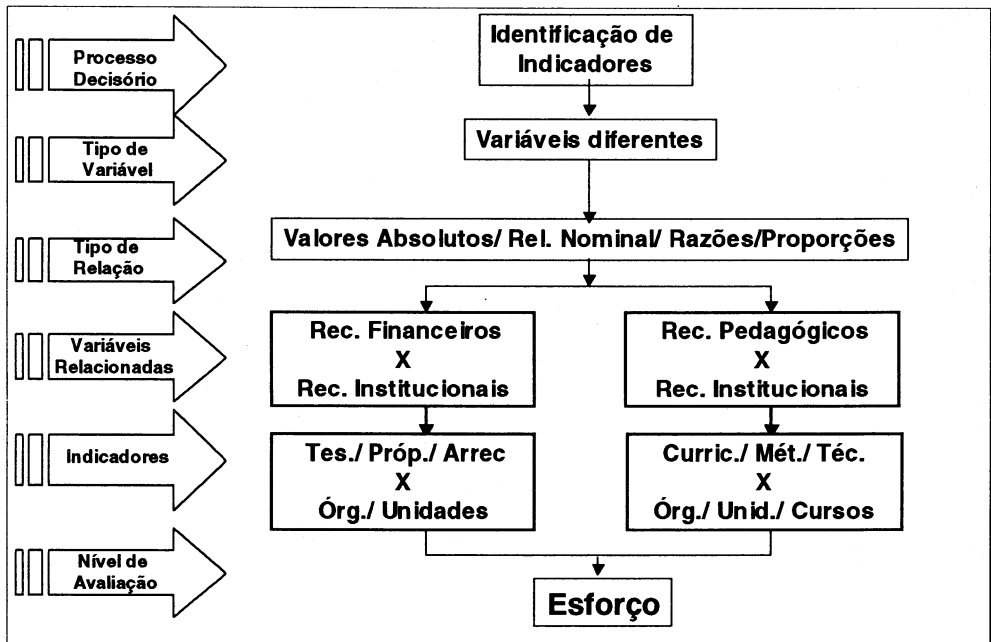 Processo
Decisório
Identificação de
Indicadores
Tipo de
Variável
Variáveis diferentes
Tipo de
Relação
Valores Absolutos/ Rel. Nominal/ Razões/Proporções
Variáveis
Relacionadas
Rec. Financeiros
X
Rec. Institucionais
Rec. Pedagógicos
X
Rec. Institucionais
Indicadores
Tes./ Próp./ Arrec
X
Órg./ Unidades
Curric./ Mét./ Téc.
X
Órg./ Unid./ Cursos
Nível de
Avaliação
Esforço